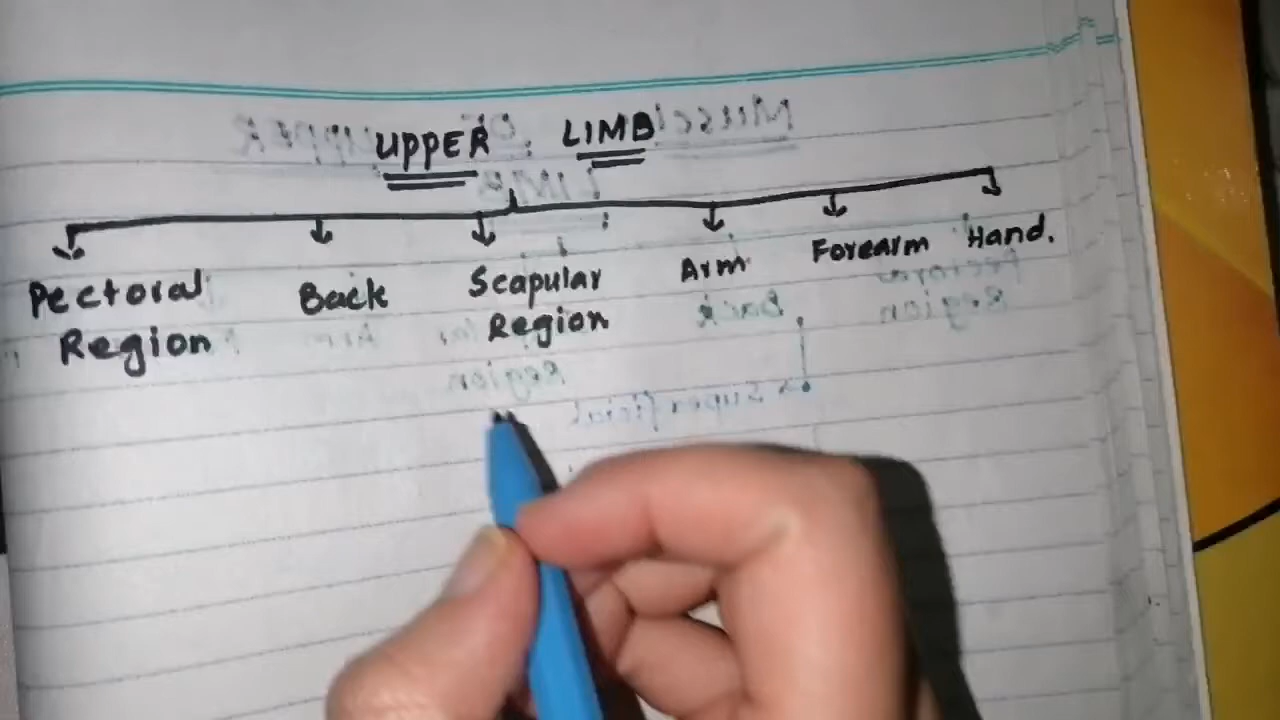 UPPER LIMB
Pectoral Region
Back
Scapular Region
Arm
Forearm
Hand.